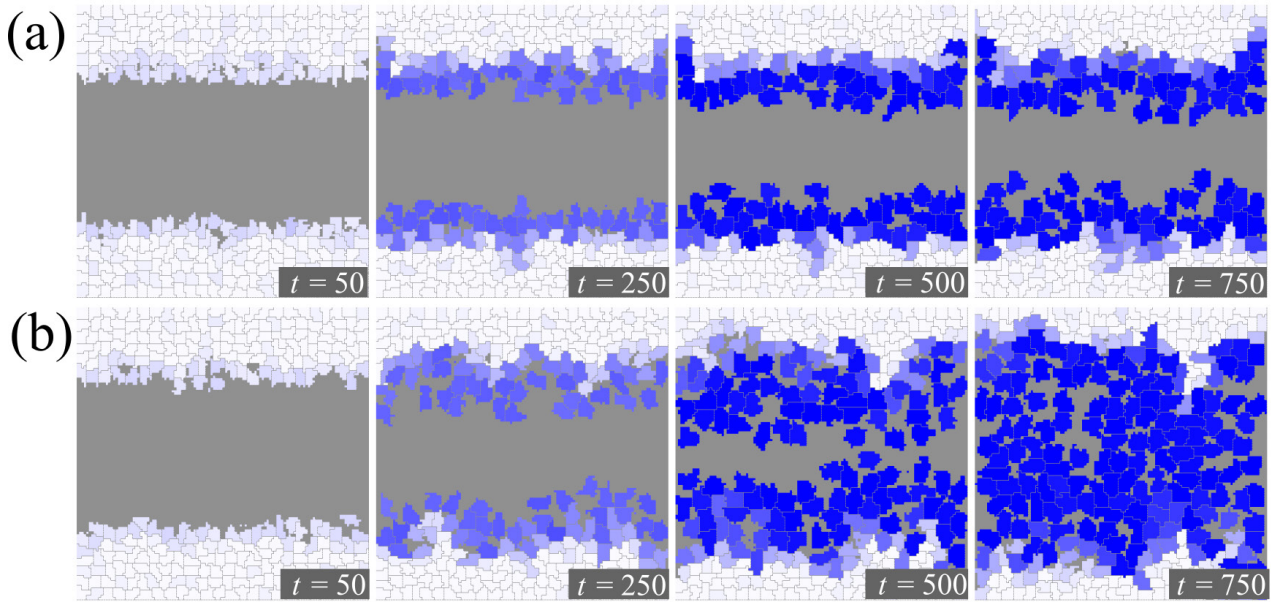 (a)
t = 50
t = 250
t = 500
t = 750
(b)
t = 50
t = 250
t = 500
t = 750